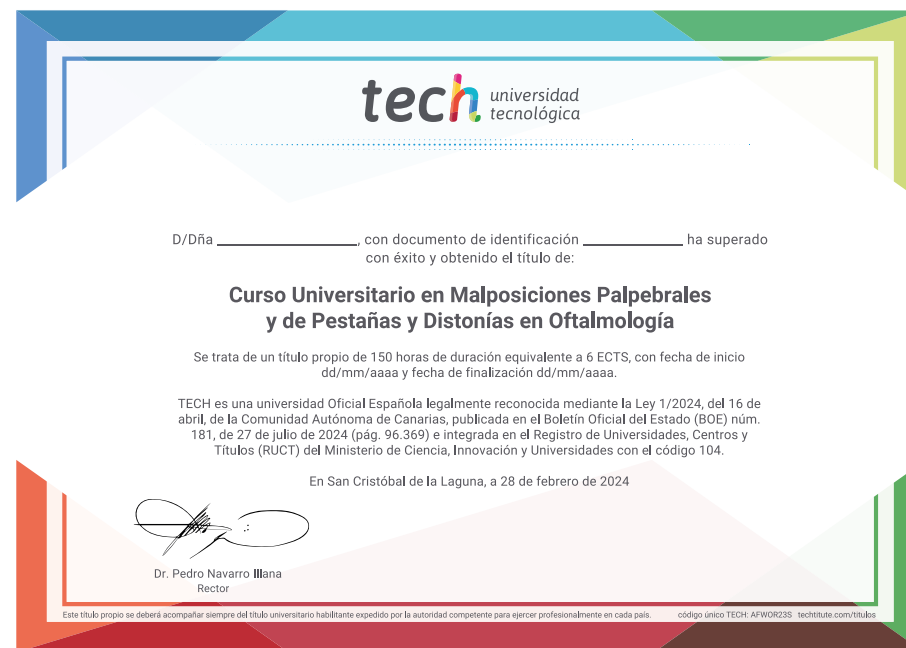 tech universidad
tecnológica
D/Dña ____________________, con documento de identificación ______________ ha superado
con éxito y obtenido el título de:
Curso Universitario en Malposiciones Palpebrales
y de Pestañas y Distonías en Oftalmología
Se trata de un título propio de 150 horas de duración equivalente a 6 ECTS, con fecha de inicio
dd/mm/aaaa y fecha de finalización dd/mm/aaaa.
TECH es una universidad Oficial Española legalmente reconocida mediante la Ley 1/2024, del 16 de
abril, de la Comunidad Autónoma de Canarias, publicada en el Boletín Oficial del Estado (BOE) núm.
181, de 27 de julio de 2024 (pág. 96.369) e integrada en el Registro de Universidades, Centros y
Títulos (RUCT) del Ministerio de Ciencia, Innovación y Universidades con el código 104.
En San Cristóbal de la Laguna, a 28 de febrero de 2024
Dr. Pedro Navarro Illana
Rector
Este título propio se deberá acompañar siempre del título universitario habilitante expedido por la autoridad competente para ejercer profesionalmente en cada país. código único TECH: AFWOR23S techtitute.com/titulos